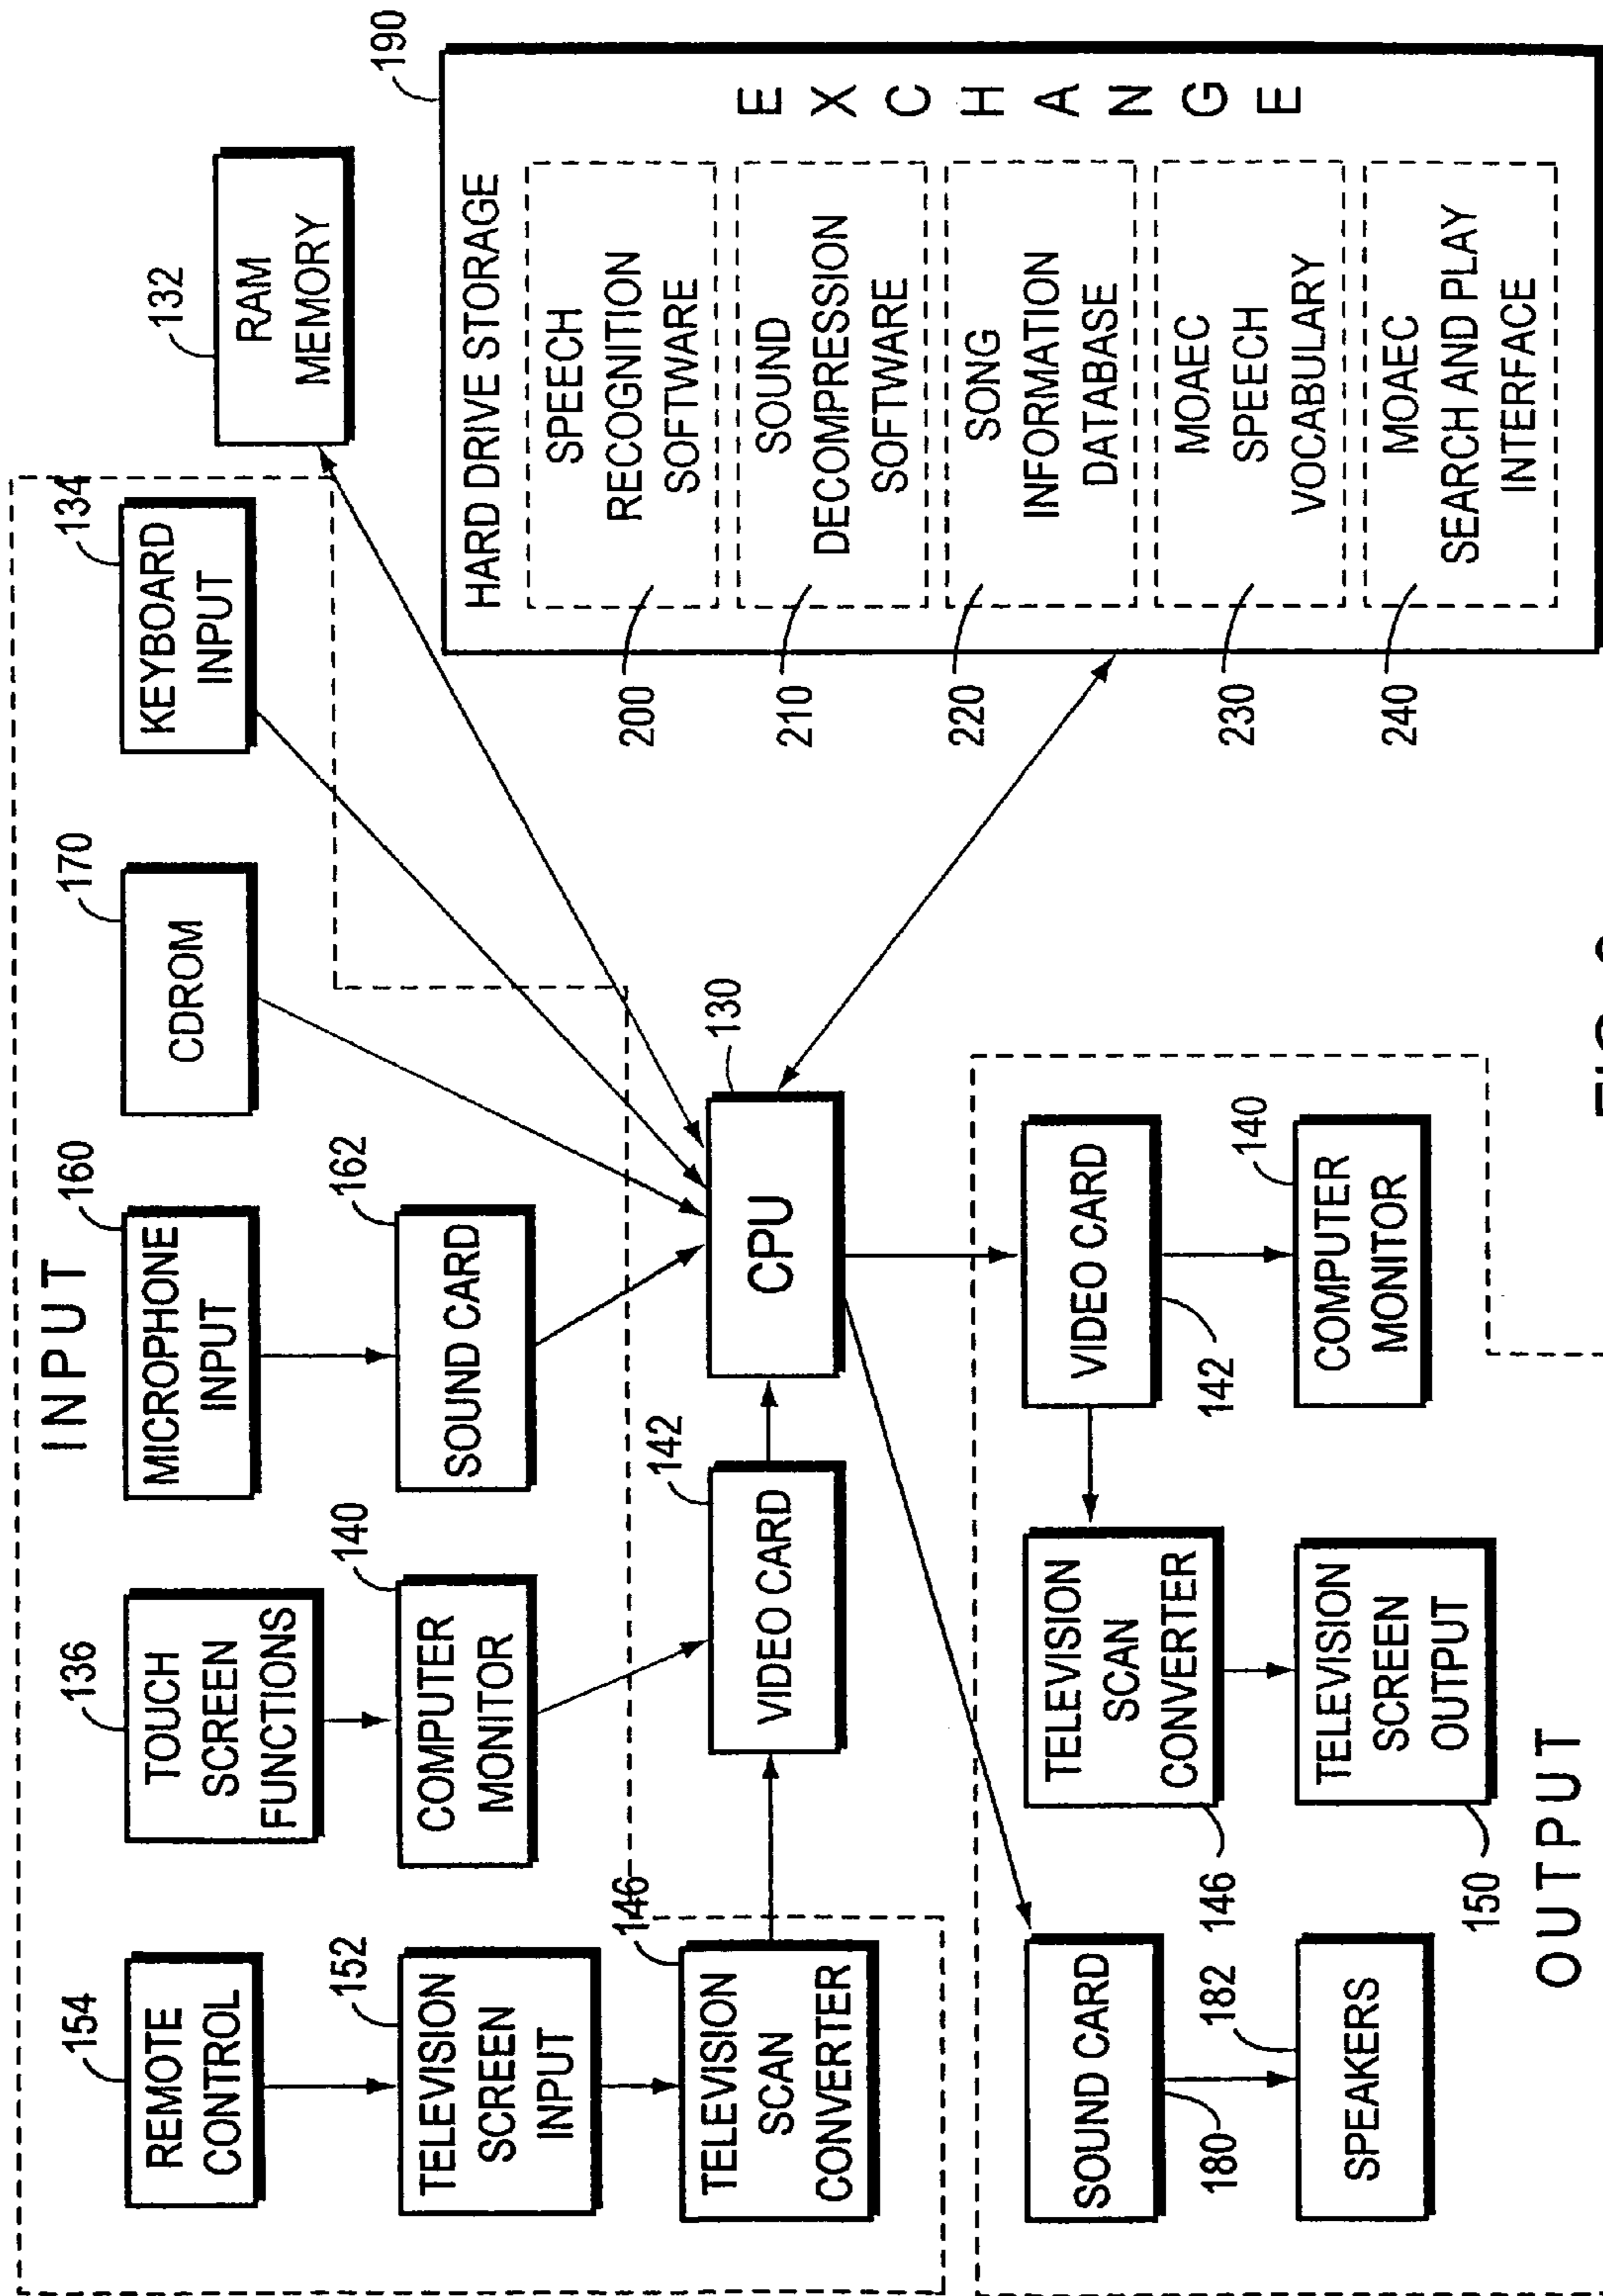 INPUT
154
REMOTE
CONTROL
152
TELEVISION
SCREEN
INPUT
146
TELEVISION
SCAN
CONVERTER
136
TOUCH
SCREEN
FUNCTIONS
140
COMPUTER
MONITOR
142
VIDEO CARD
160
MICROPHONE
INPUT
162
SOUND CARD
170
CDROM
134
KEYBOARD
INPUT
132
RAM
MEMORY
130
CPU
190
HARD DRIVE STORAGE
200
SPEECH
RECOGNITION
SOFTWARE
210
SOUND
DECOMPRESSION
SOFTWARE
220
SONG
INFORMATION
DATABASE
230
MOAEC
SPEECH
VOCABULARY
240
MOAEC
SEARCH AND PLAY
INTERFACE
EXCHANGE
SOUND CARD
180
182
SPEAKERS
TELEVISION
SCAN
CONVERTER
146
TELEVISION
SCREEN
OUTPUT
150
VIDEO CARD
142
140
COMPUTER
MONITOR
OUTPUT